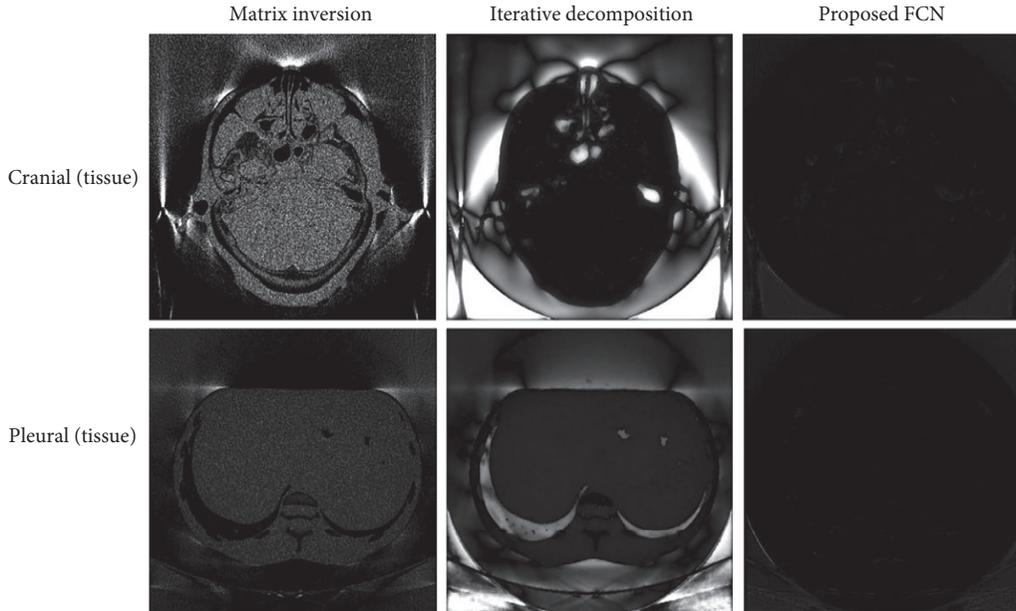 Matrix inversion
Iterative decomposition
Proposed FCN
Cranial (tissue)
Pleural (tissue)